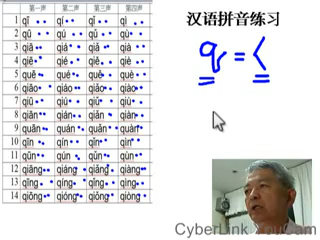 汉语拼音练习
第一声 第二声 第三声 第四声
q = ㄑ
1 qī qí qǐ qì
2 qū qú qǔ qù
3 qiā qiá qiǎ qià
4 qiē qié qiě qiè
5 quē qué quě què
6 qiāo qiáo qiǎo qiào
7 qiū qiú qiǔ qiù
8 qiān qián qiǎn qiàn
9 quān quán quǎn quàn
10 qīn qín qǐn qìn
11 qūn qún qǔn qùn
12 qiāng qiáng qiǎng qiàng
13 qīng qíng qǐng qìng
14 qiōng qióng qiǒng qiòng
CyberLink YouCam